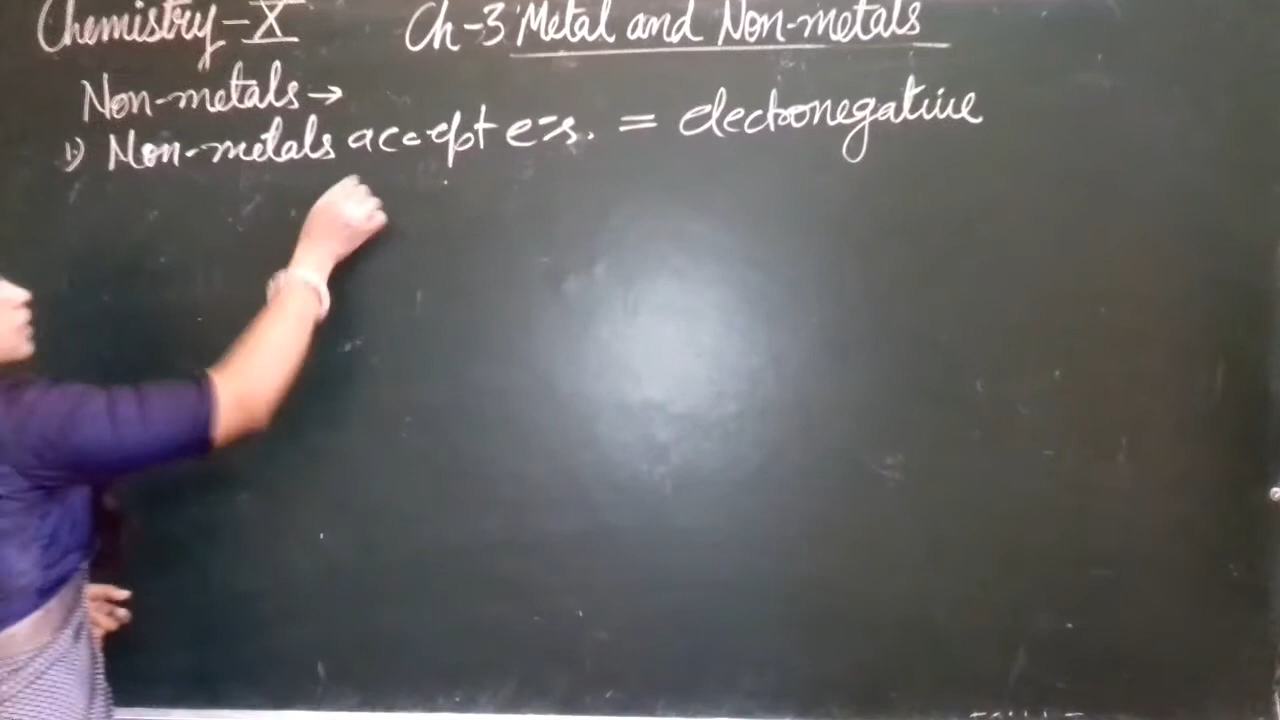 Chemistry-X Ch-3 Metal and Non-metals
Non-metals →
1.) Non-metals accept e-s. = electronegative